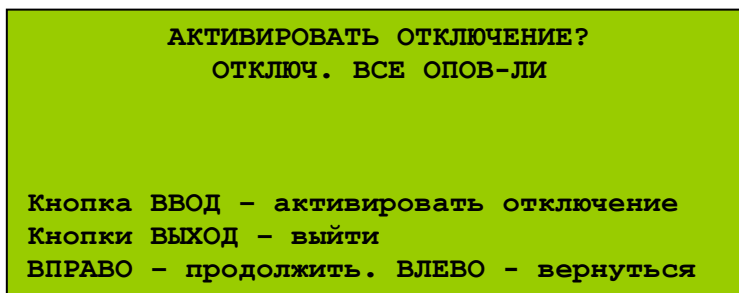 АКТИВИРОВАТЬ ОТКЛЮЧЕНИЕ?
ОТКЛЮЧ. ВСЕ ОПОВ-ЛИ
Кнопка ВВОД – активировать отключение
Кнопки ВЫХОД – выйти
ВПРАВО – продолжить. ВЛЕВО - вернуться